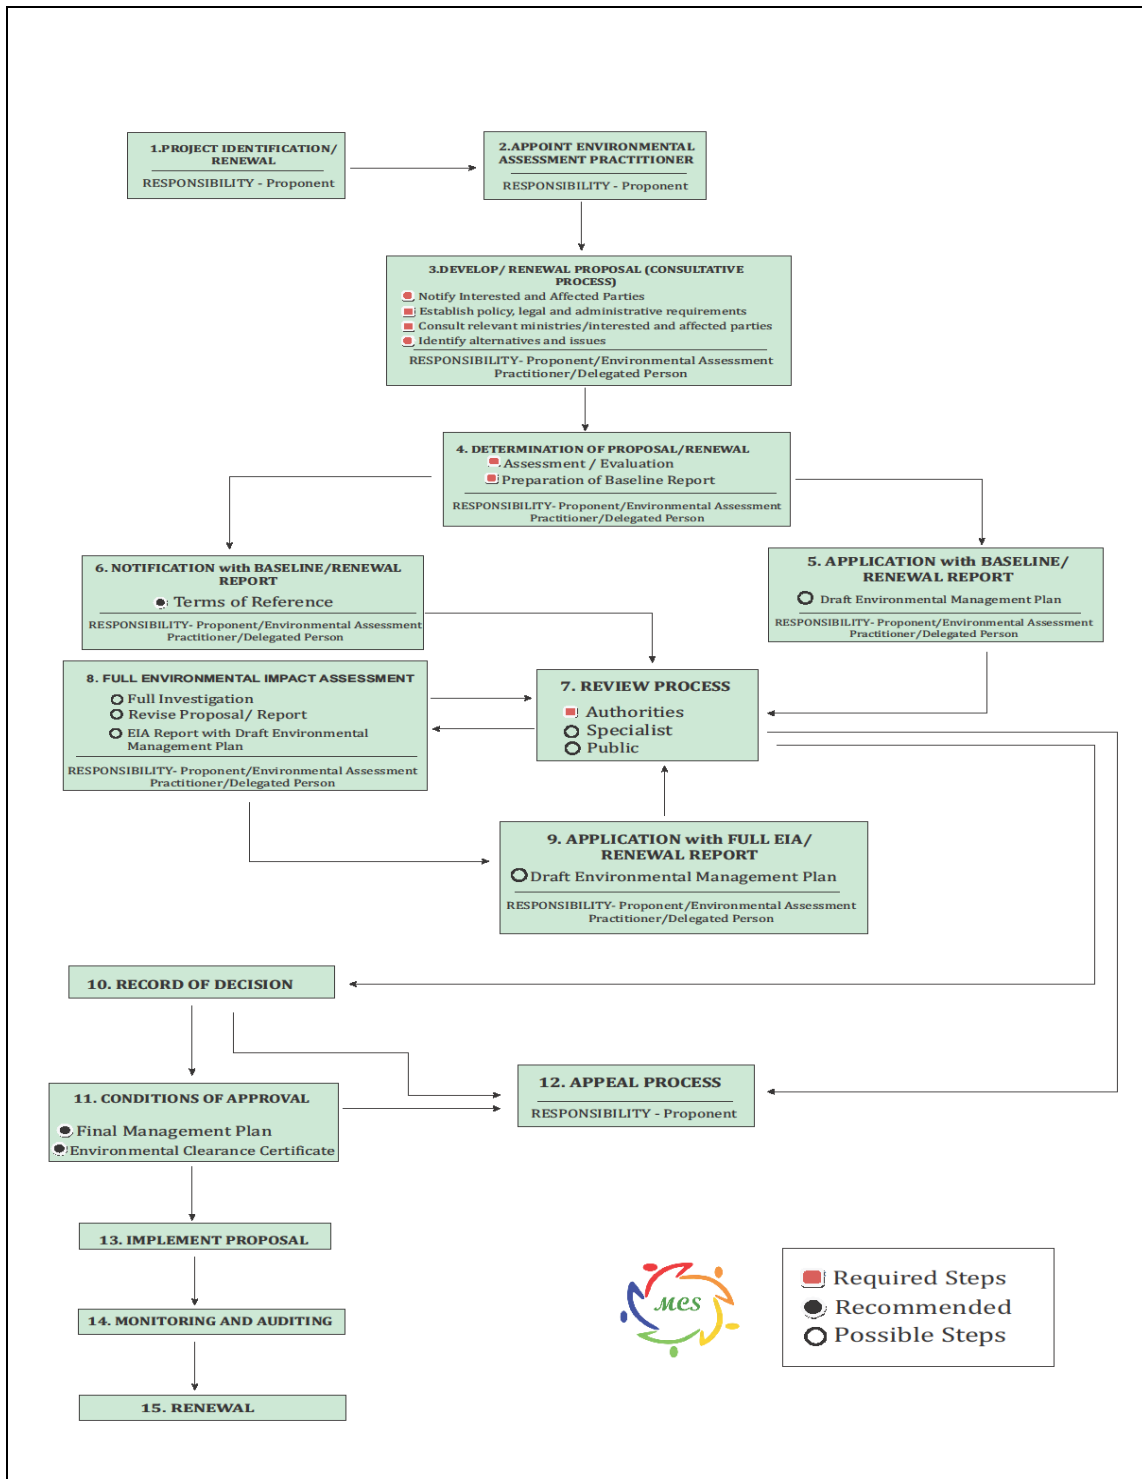 1.PROJECT IDENTIFICATION/
RENEWAL
RESPONSIBILITY - Proponent
2.APPOINT ENVIRONMENTAL
ASSESSMENT PRACTITIONER
RESPONSIBILITY - Proponent
3.DEVELOP/ RENEWAL PROPOSAL (CONSULTATIVE
PROCESS)
Notify Interested and Affected Parties
Establish policy, legal and administrative requirements
Consult relevant ministries/interested and affected parties
Identify alternatives and issues
RESPONSIBILITY- Proponent/Environmental Assessment
Practitioner/Delegated Person
4. DETERMINATION OF PROPOSAL/RENEWAL
Assessment / Evaluation
Preparation of Baseline Report
RESPONSIBILITY- Proponent/Environmental Assessment
Practitioner/Delegated Person
6. NOTIFICATION with BASELINE/RENEWAL
REPORT
Terms of Reference
RESPONSIBILITY- Proponent/Environmental Assessment
Practitioner/Delegated Person
5. APPLICATION with BASELINE/
RENEWAL REPORT
Draft Environmental Management Plan
RESPONSIBILITY- Proponent/Environmental Assessment
Practitioner/Delegated Person
8. FULL ENVIRONMENTAL IMPACT ASSESSMENT
Full Investigation
Revise Proposal/ Report
EIA Report with Draft Environmental
Management Plan
RESPONSIBILITY- Proponent/Environmental Assessment
Practitioner/Delegated Person
7. REVIEW PROCESS
Authorities
Specialist
Public
9. APPLICATION with FULL EIA/
RENEWAL REPORT
Draft Environmental Management Plan
RESPONSIBILITY- Proponent/Environmental Assessment
Practitioner/Delegated Person
10. RECORD OF DECISION
11. CONDITIONS OF APPROVAL
Final Management Plan
Environmental Clearance Certificate
12. APPEAL PROCESS
RESPONSIBILITY - Proponent
13. IMPLEMENT PROPOSAL
14. MONITORING AND AUDITING
15. RENEWAL
MCS
Required Steps
Recommended
Possible Steps